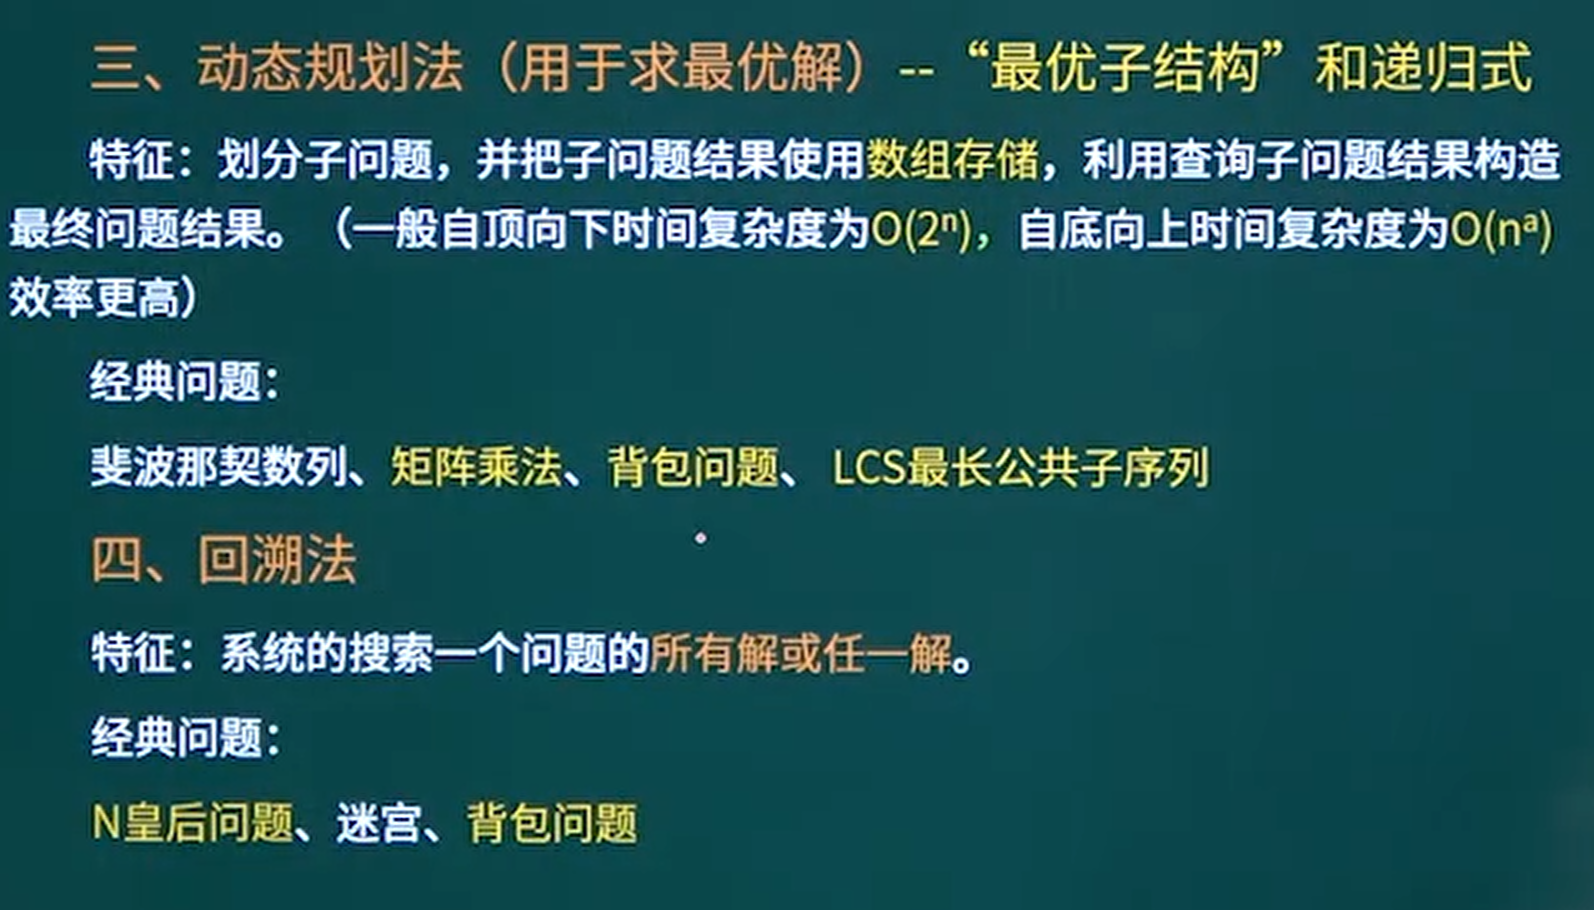 三、动态规划法（用于求最优解）--“最优子结构”和递归式
特征：划分子问题，并把子问题结果使用数组存储，利用查询子问题结果构造
最终问题结果。（一般自顶向下时间复杂度为O(2ⁿ)，自底向上时间复杂度为O(nᵃ)
效率更高）
经典问题：
斐波那契数列、矩阵乘法、背包问题、LCS最长公共子序列
四、回溯法
特征：系统的搜索一个问题的所有解或任一解。
经典问题：
N皇后问题、迷宫、背包问题